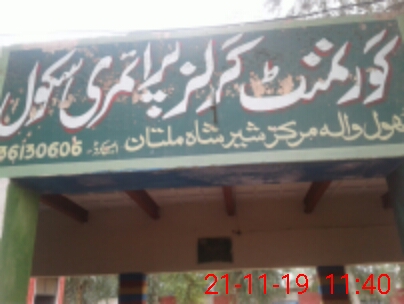 گورنمنٹ گرلز پرائمری سکول
والہ مرکز شیر شاہ ملتان
21-11-19 11:40